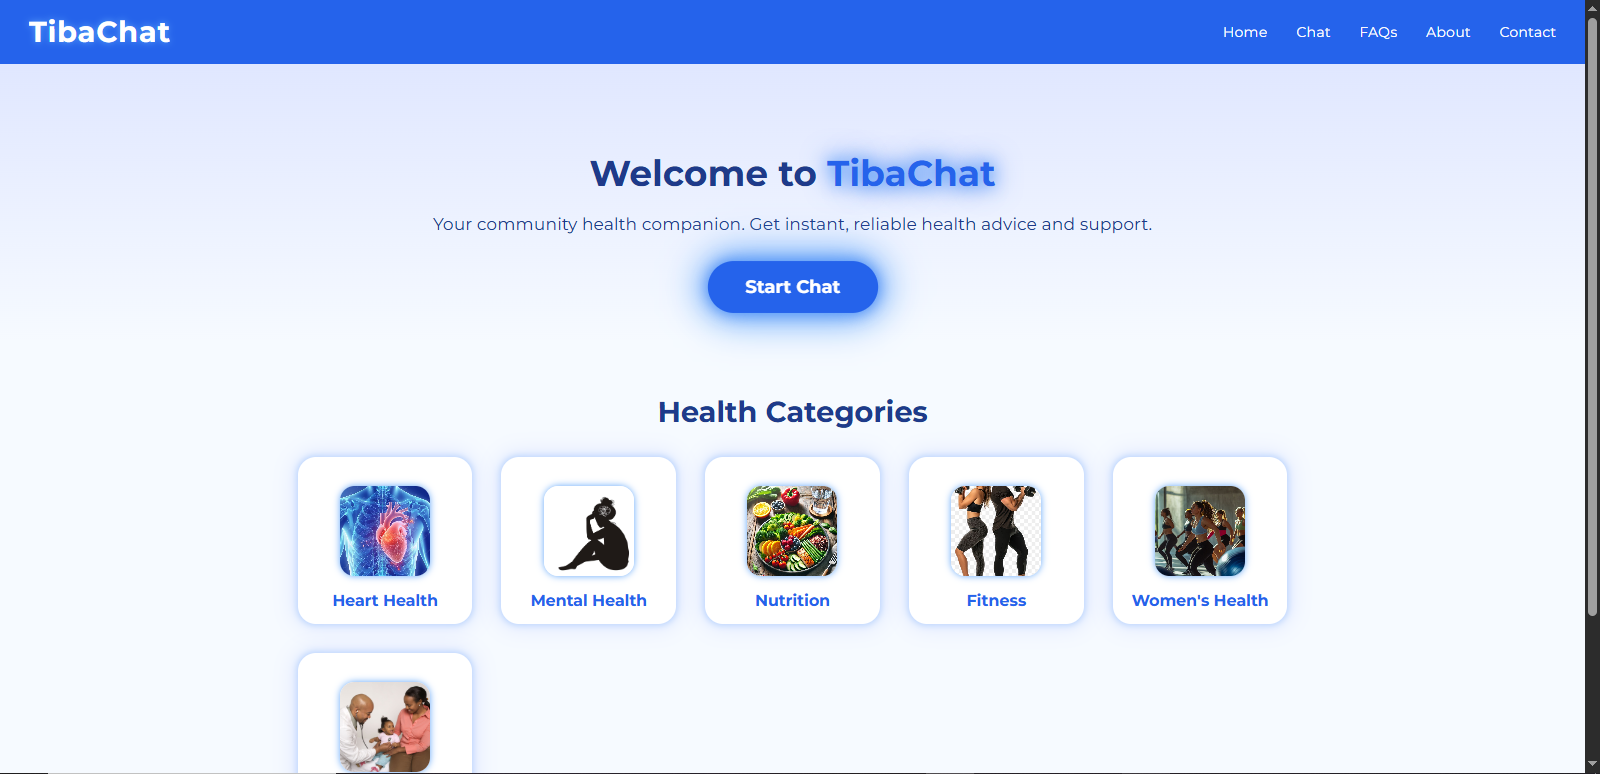 TibaChat
Home Chat FAQs About Contact
Welcome to TibaChat
Your community health companion. Get instant, reliable health advice and support.
Start Chat
Health Categories
Heart Health
Mental Health
Nutrition
Fitness
Women's Health